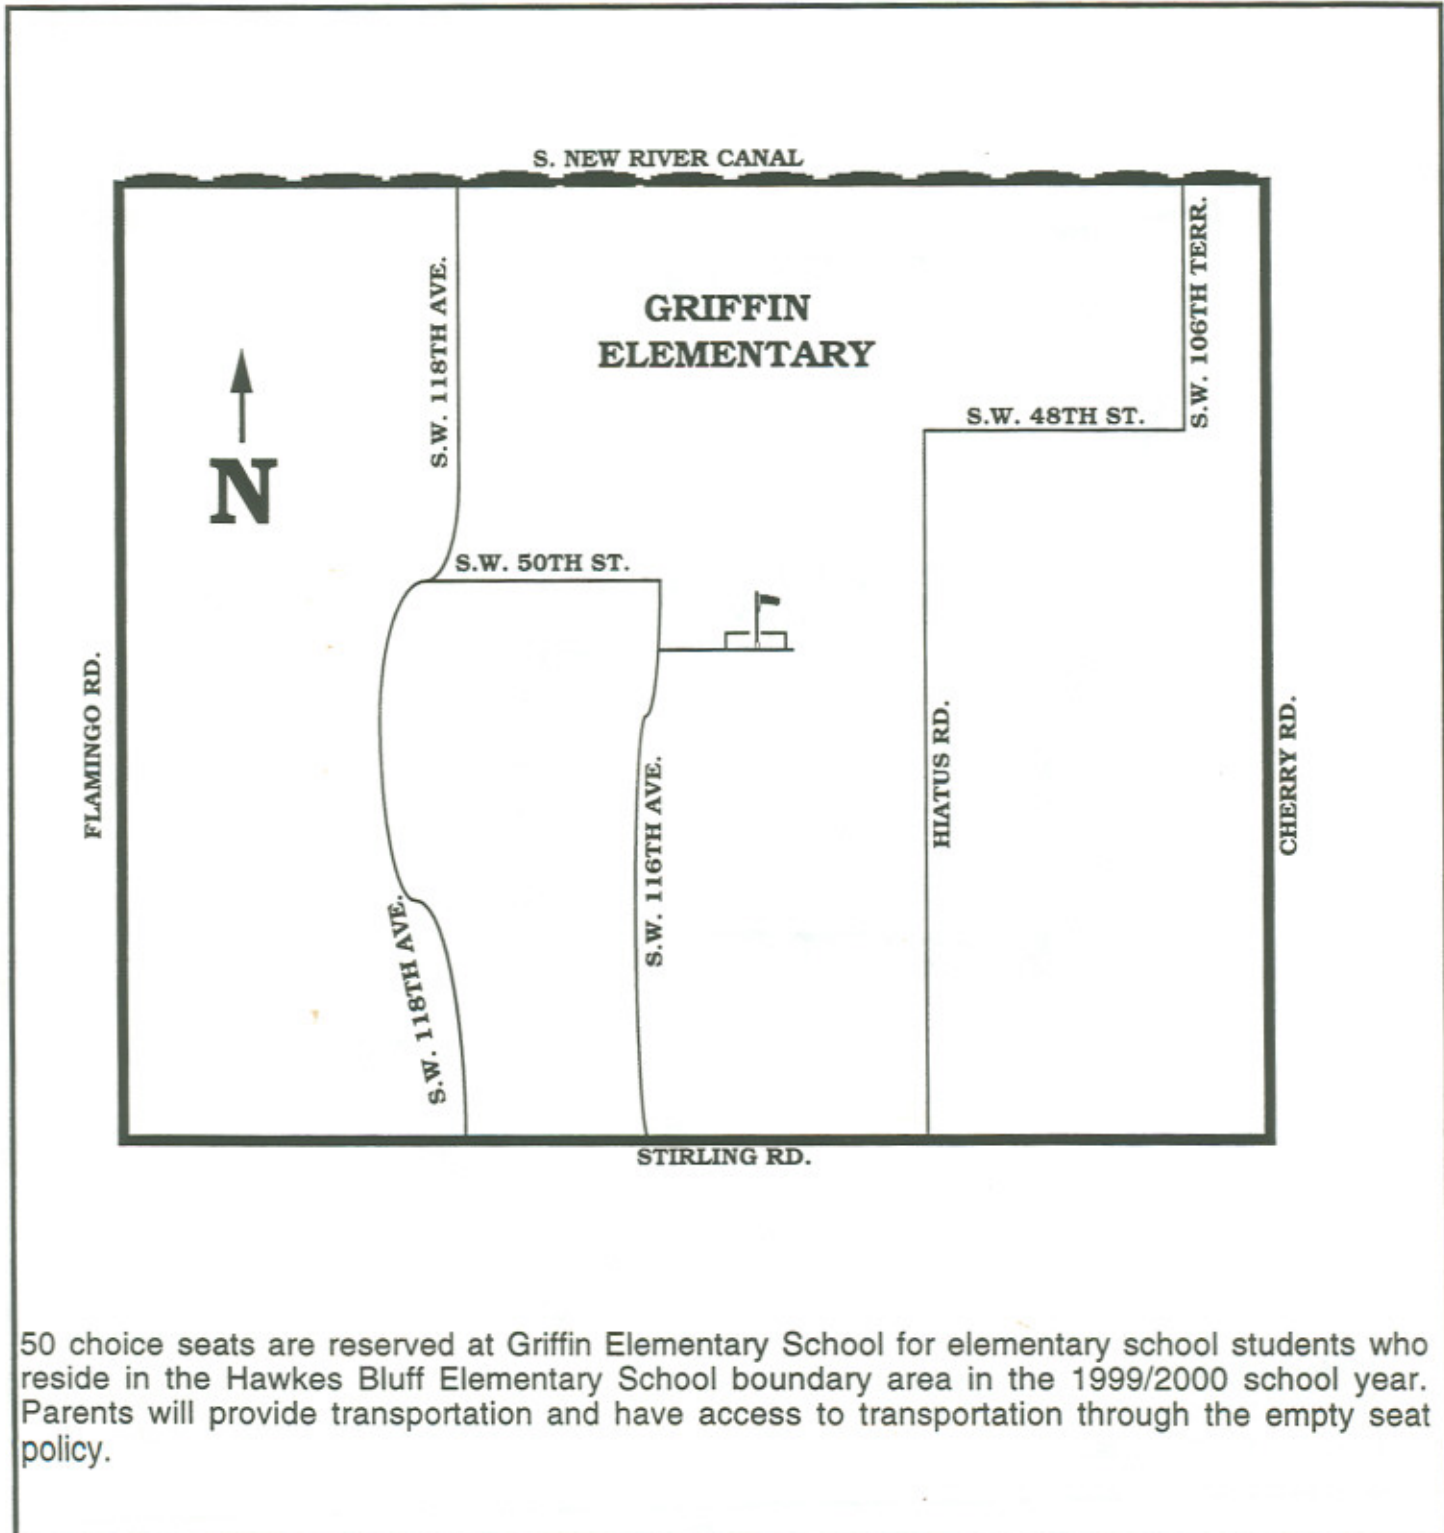 S. NEW RIVER CANAL
S.W. 118TH AVE.
GRIFFIN
ELEMENTARY
S.W. 106TH TERR.
S.W. 48TH ST.
N
S.W. 50TH ST.
FLAMINGO RD.
S.W. 116TH AVE.
HIATUS RD.
CHERRY RD.
S.W. 118TH AVE.
STIRLING RD.
50 choice seats are reserved at Griffin Elementary School for elementary school students who
reside in the Hawkes Bluff Elementary School boundary area in the 1999/2000 school year.
Parents will provide transportation and have access to transportation through the empty seat
policy.